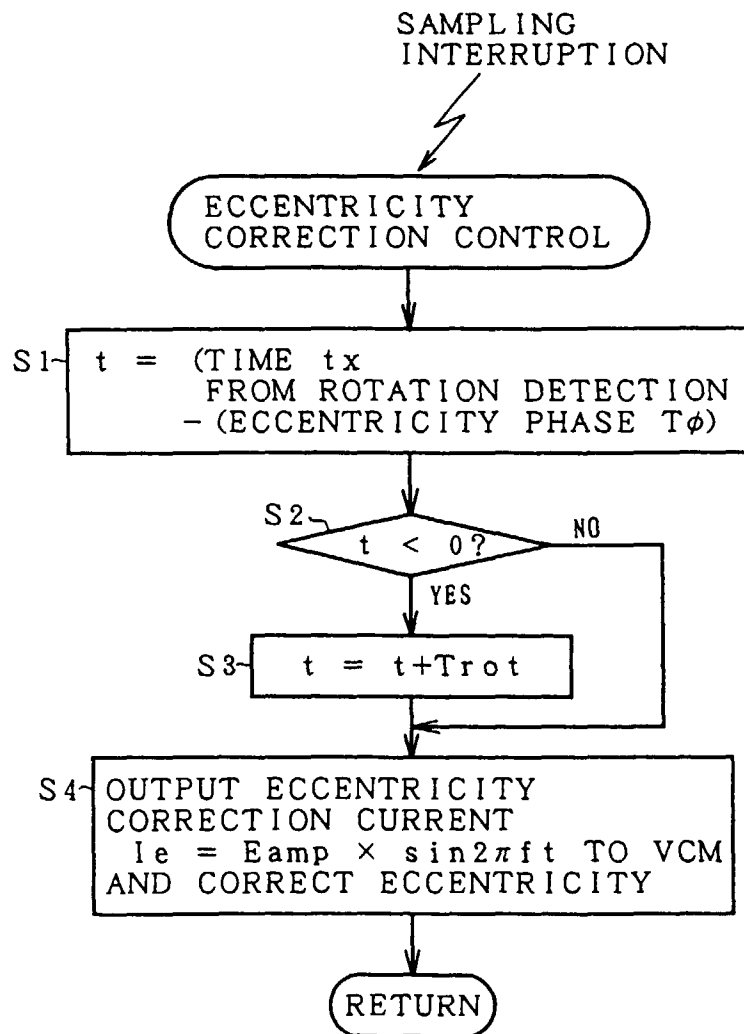 SAMPLING
INTERRUPTION
ECCENTRICITY
CORRECTION CONTROL
S1
t = (TIME tx
FROM ROTATION DETECTION
- (ECCENTRICITY PHASE Tϕ)
S2
t < 0?
NO
YES
S3
t = t+Trot
S4
OUTPUT ECCENTRICITY
CORRECTION CURRENT
Ie = Eamp × sin2πft TO VCM
AND CORRECT ECCENTRICITY
RETURN